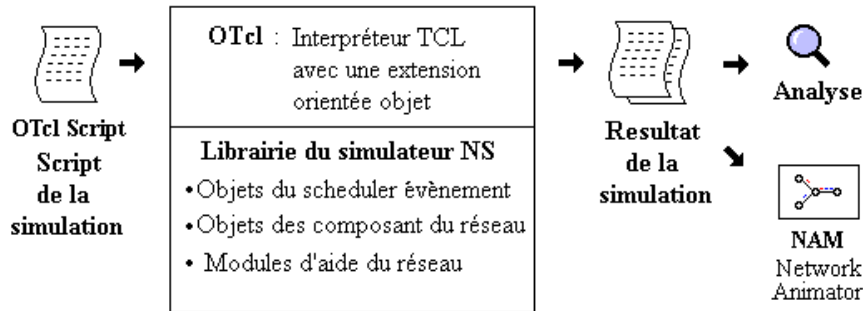 OTcl Script
Script
de la
simulation
OTcl : Interpréteur TCL
avec une extension
orientée objet
Librairie du simulateur NS
•Objets du scheduler évènement
•Objets des composant du réseau
• Modules d'aide du réseau
Resultat
de la
simulation
Analyse
NAM
Network
Animator